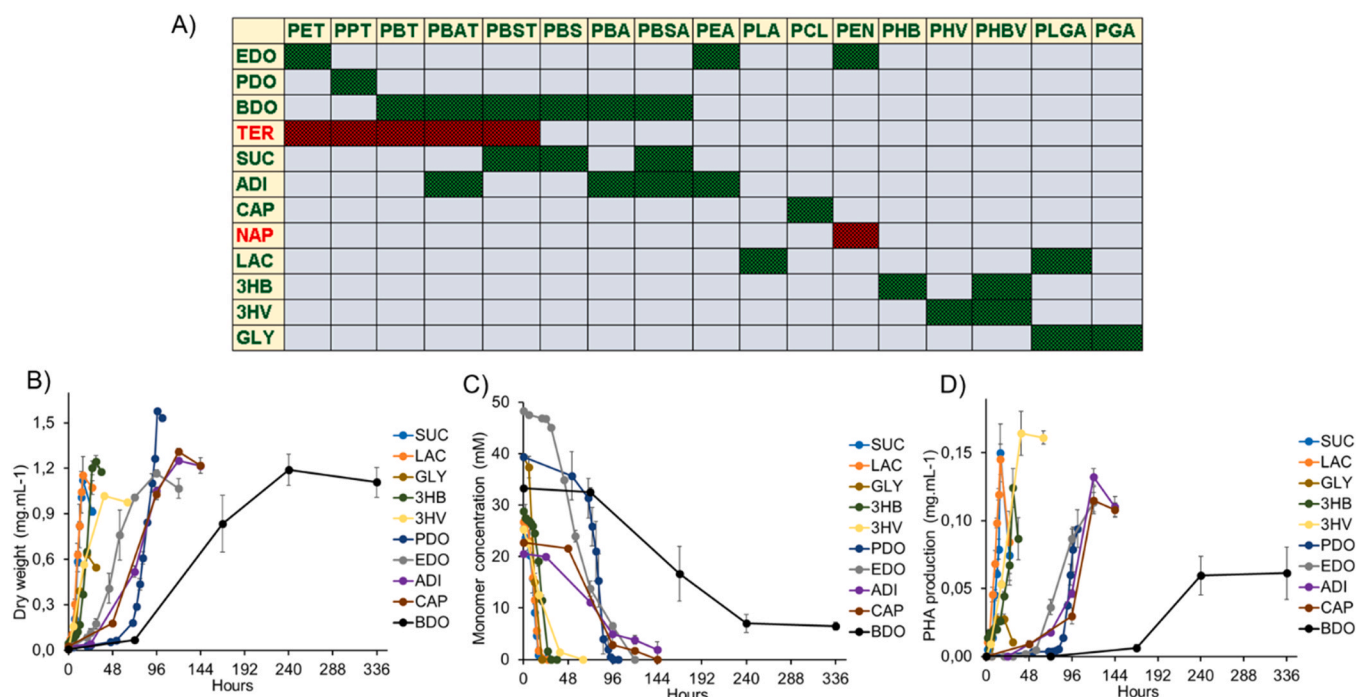 A)
PET PPT PBT PBAT PBST PBS PBA PBSA PEA PLA PCL PEN PHB PHV PHBV PLGA PGA
EDO
PDO
BDO
TER
SUC
ADI
CAP
NAP
LAC
3HB
3HV
GLY
B)
Dry weight (mg.mL-1)
1,5
1,2
0,9
0,6
0,3
0,0
0 48 96 144 192 240 288 336
Hours
SUC
LAC
GLY
3HB
3HV
PDO
EDO
ADI
CAP
BDO
C)
Monomer concentration (mM)
50
40
30
20
10
0
0 48 96 144 192 240 288 336
Hours
SUC
LAC
GLY
3HB
3HV
PDO
EDO
ADI
CAP
BDO
D)
PHA production (mg.mL-1)
0,15
0,10
0,05
0,00
0 48 96 144 192 240 288 336
Hours
SUC
LAC
GLY
3HB
3HV
PDO
EDO
ADI
CAP
BDO